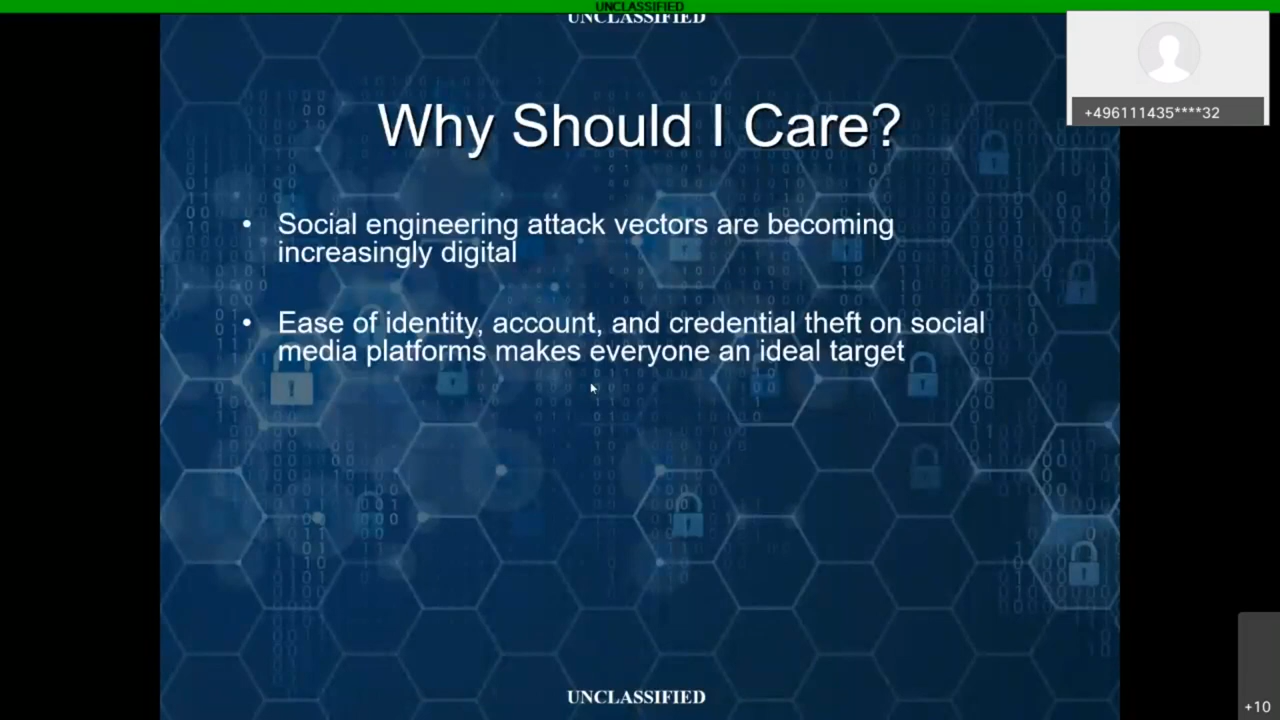 UNCLASSIFIED
UNCLASSIFIED
+496111435****32
Why Should I Care?
• Social engineering attack vectors are becoming
increasingly digital
• Ease of identity, account, and credential theft on social
media platforms makes everyone an ideal target
UNCLASSIFIED
+10